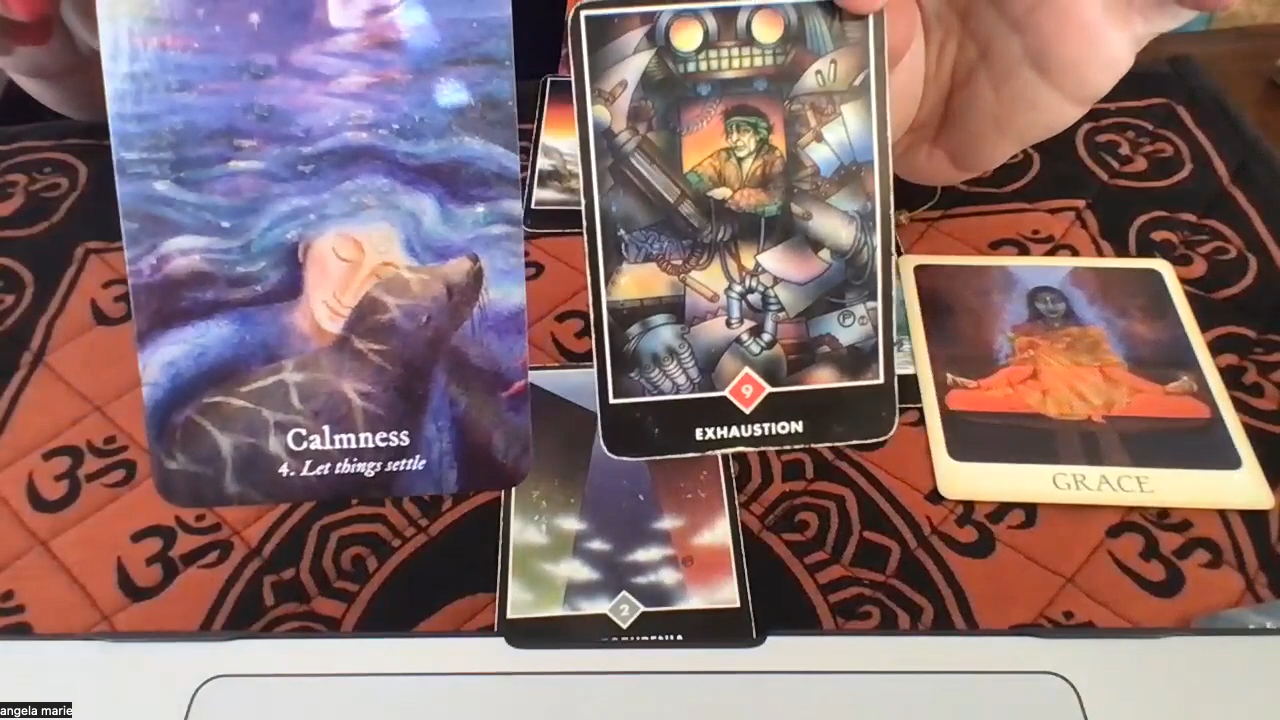 Calmness
4. Let things settle
9
EXHAUSTION
GRACE
2
angela marie